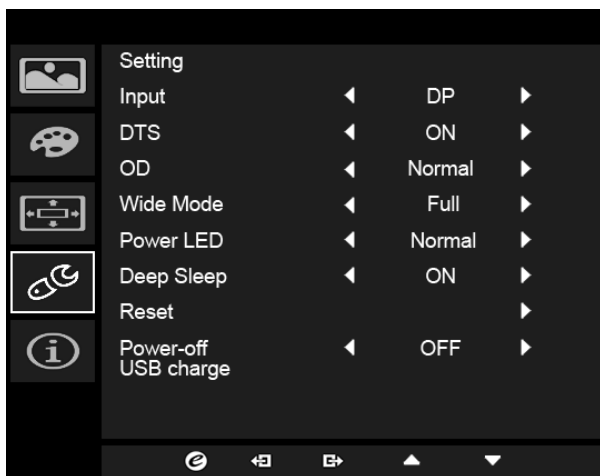 Setting
Input DP
DTS ON
OD Normal
Wide Mode Full
Power LED Normal
Deep Sleep ON
Reset
Power-off OFF
USB charge